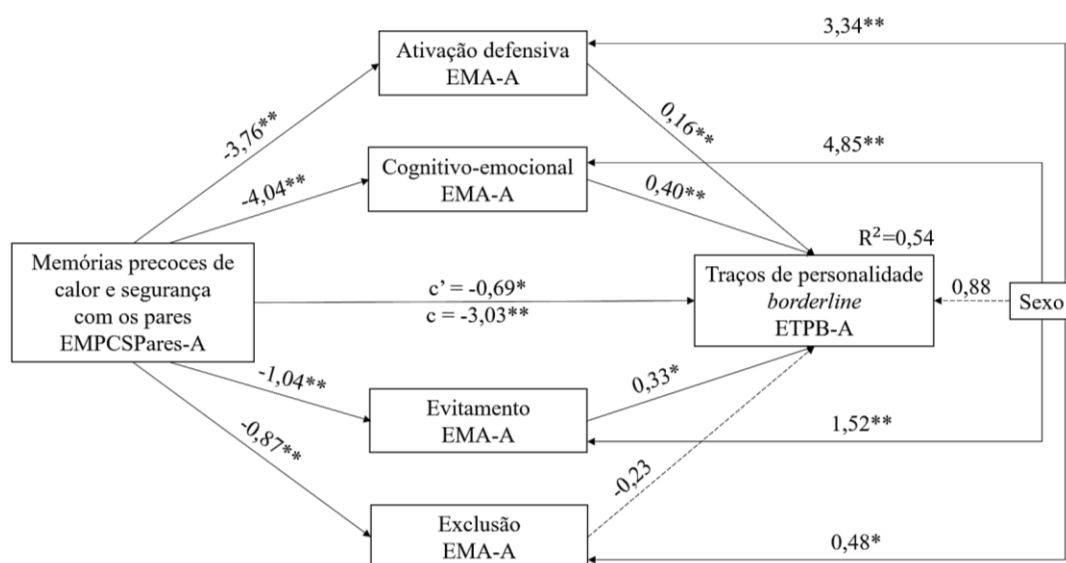 3,34**
Ativação defensiva
EMA-A
-3,76**
0,16**
4,85**
Cognitivo-emocional
EMA-A
-4,04**
0,40**
R²=0,54
Memórias precoces de
calor e segurança
com os pares
EMPCSPares-A
c’ = -0,69*
c = -3,03**
Traços de personalidade
borderline
ETPB-A
0,88
Sexo
-1,04**
0,33*
Evitamento
EMA-A
1,52**
-0,87**
-0,23
Exclusão
EMA-A
0,48*